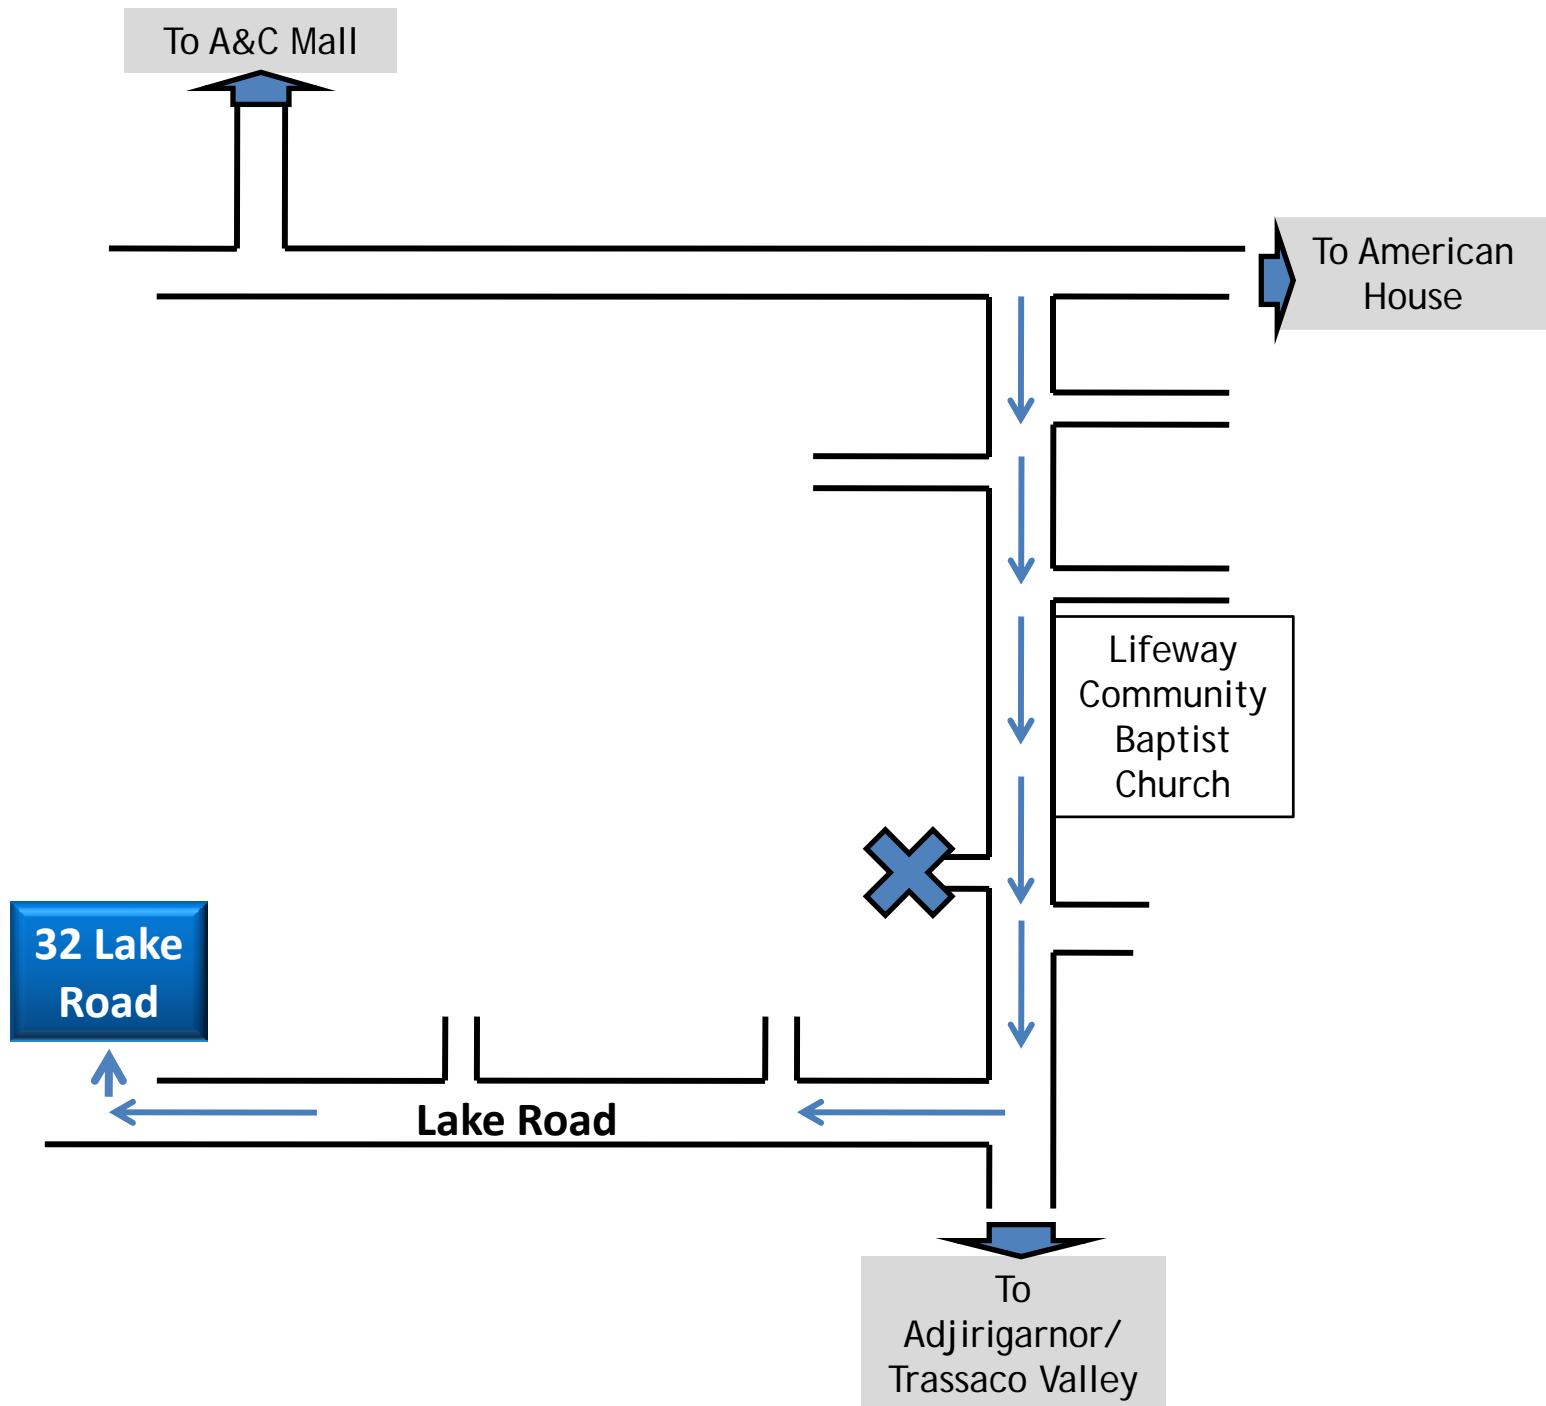 To A&C Mall
To American
House
Lifeway
Community
Baptist
Church
32 Lake
Road
Lake Road
To
Adjirigarnor/
Trassaco Valley